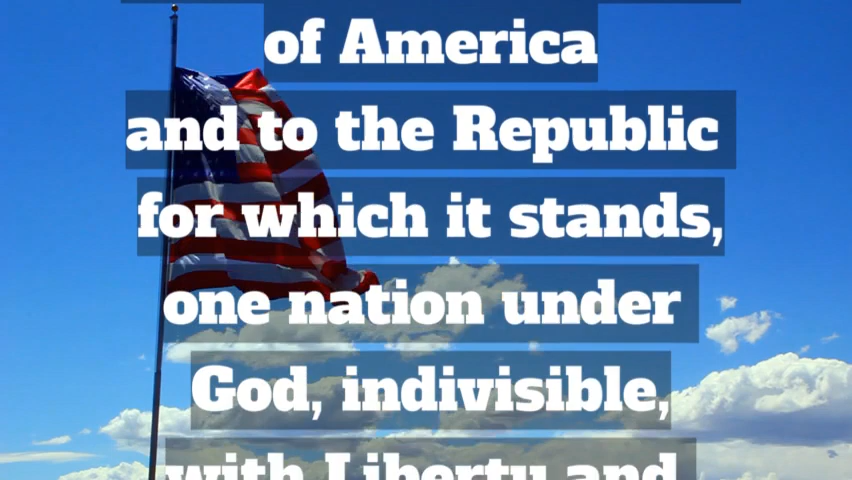 of America
and to the Republic
for which it stands,
one nation under
God, indivisible,
with Liberty and